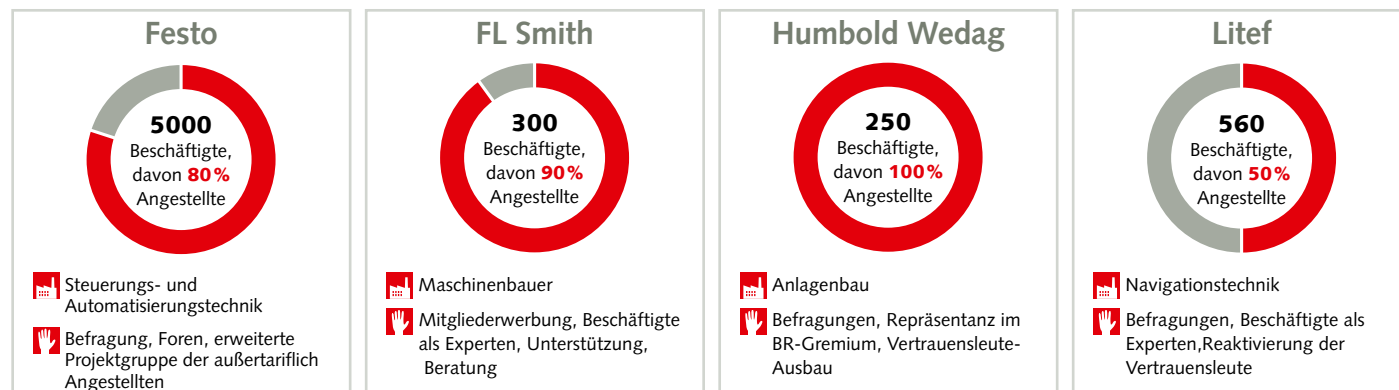 Festo
5000
Beschäftigte,
davon 80%
Angestellte
Steuerungs- und
Automatisierungstechnik
Befragung, Foren, erweiterte
Projektgruppe der außertariflich
Angestellten
FL Smith
300
Beschäftigte,
davon 90%
Angestellte
Maschinenbauer
Mitgliederwerbung, Beschäftigte
als Experten, Unterstützung,
Beratung
Humbold Wedag
250
Beschäftigte,
davon 100%
Angestellte
Anlagenbau
Befragungen, Repräsentanz im
BR-Gremium, Vertrauensleute-
Ausbau
Litef
560
Beschäftigte,
davon 50%
Angestellte
Navigationstechnik
Befragungen, Beschäftigte als
Experten,Reaktivierung der
Vertrauensleute